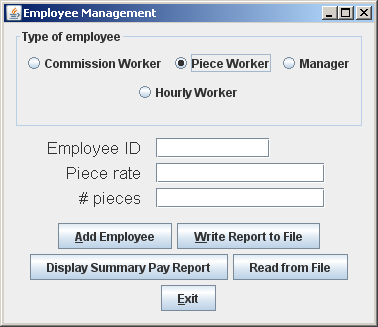 Employee Management
Type of employee
Commission Worker Piece Worker Manager
Hourly Worker
Employee ID
Piece rate
# pieces
Add Employee Write Report to File
Display Summary Pay Report Read from File
Exit